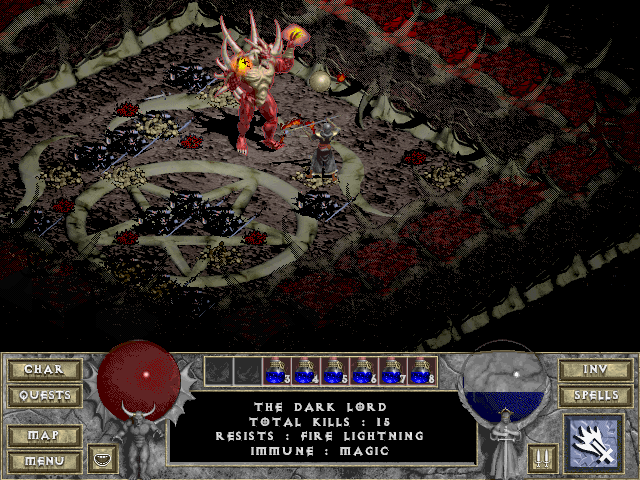 CHAR
QUESTS
MAP
MENU
3 4 5 6 7 8
THE DARK LORD
TOTAL KILLS : 15
RESISTS : FIRE LIGHTNING
IMMUNE : MAGIC
INV
SPELLS